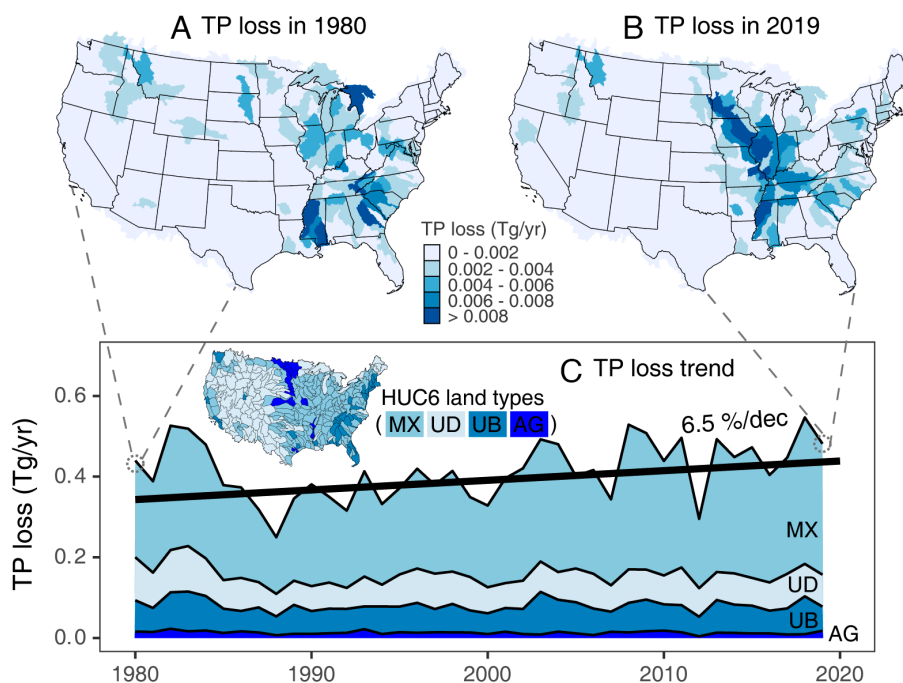 A TP loss in 1980
B TP loss in 2019
TP loss (Tg/yr)
0 - 0.002
0.002 - 0.004
0.004 - 0.006
0.006 - 0.008
> 0.008
C TP loss trend
HUC6 land types
( MX UD UB AG )
6.5 %/dec
TP loss (Tg/yr)
0.6
0.4
0.2
0.0
MX
UD
UB
AG
1980 1990 2000 2010 2020